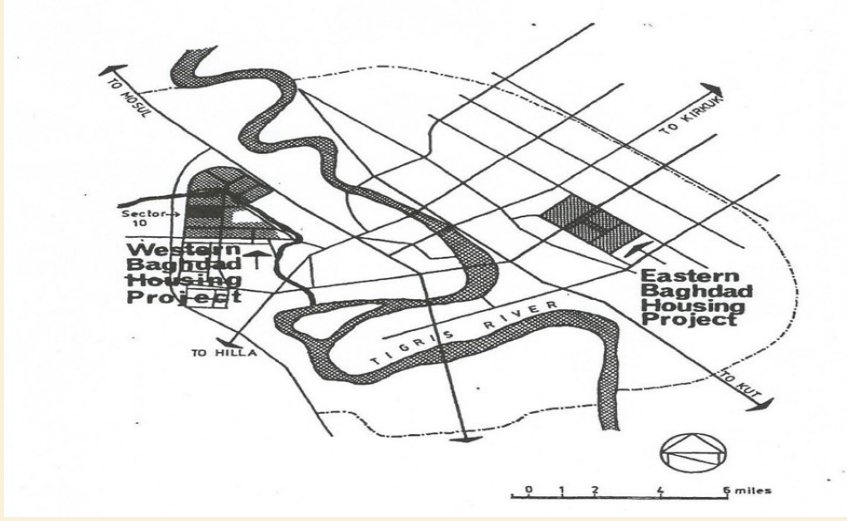 TO MOSUL
TO KIRKUK
Sector→
10
Western
Baghdad
Housing
Project
Eastern
Baghdad
Housing
Project
TIGRIS RIVER
TO HILLA
TO KUT
0 1 2 4 6 miles